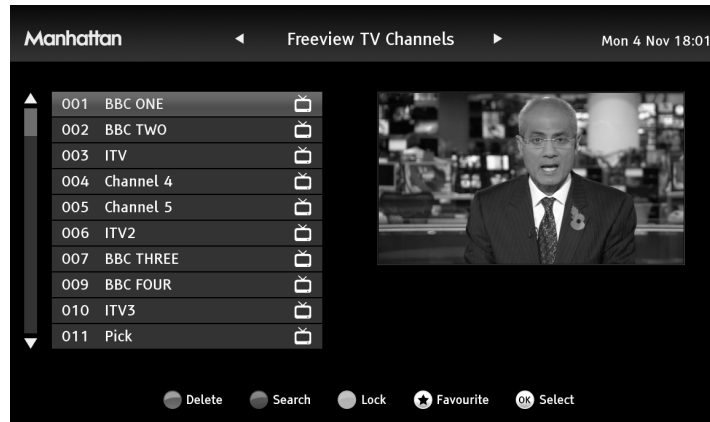 Manhattan ◀ Freeview TV Channels ▶ Mon 4 Nov 18:01
001 BBC ONE
002 BBC TWO
003 ITV
004 Channel 4
005 Channel 5
006 ITV2
007 BBC THREE
009 BBC FOUR
010 ITV3
011 Pick
Delete Search Lock Favourite OK Select